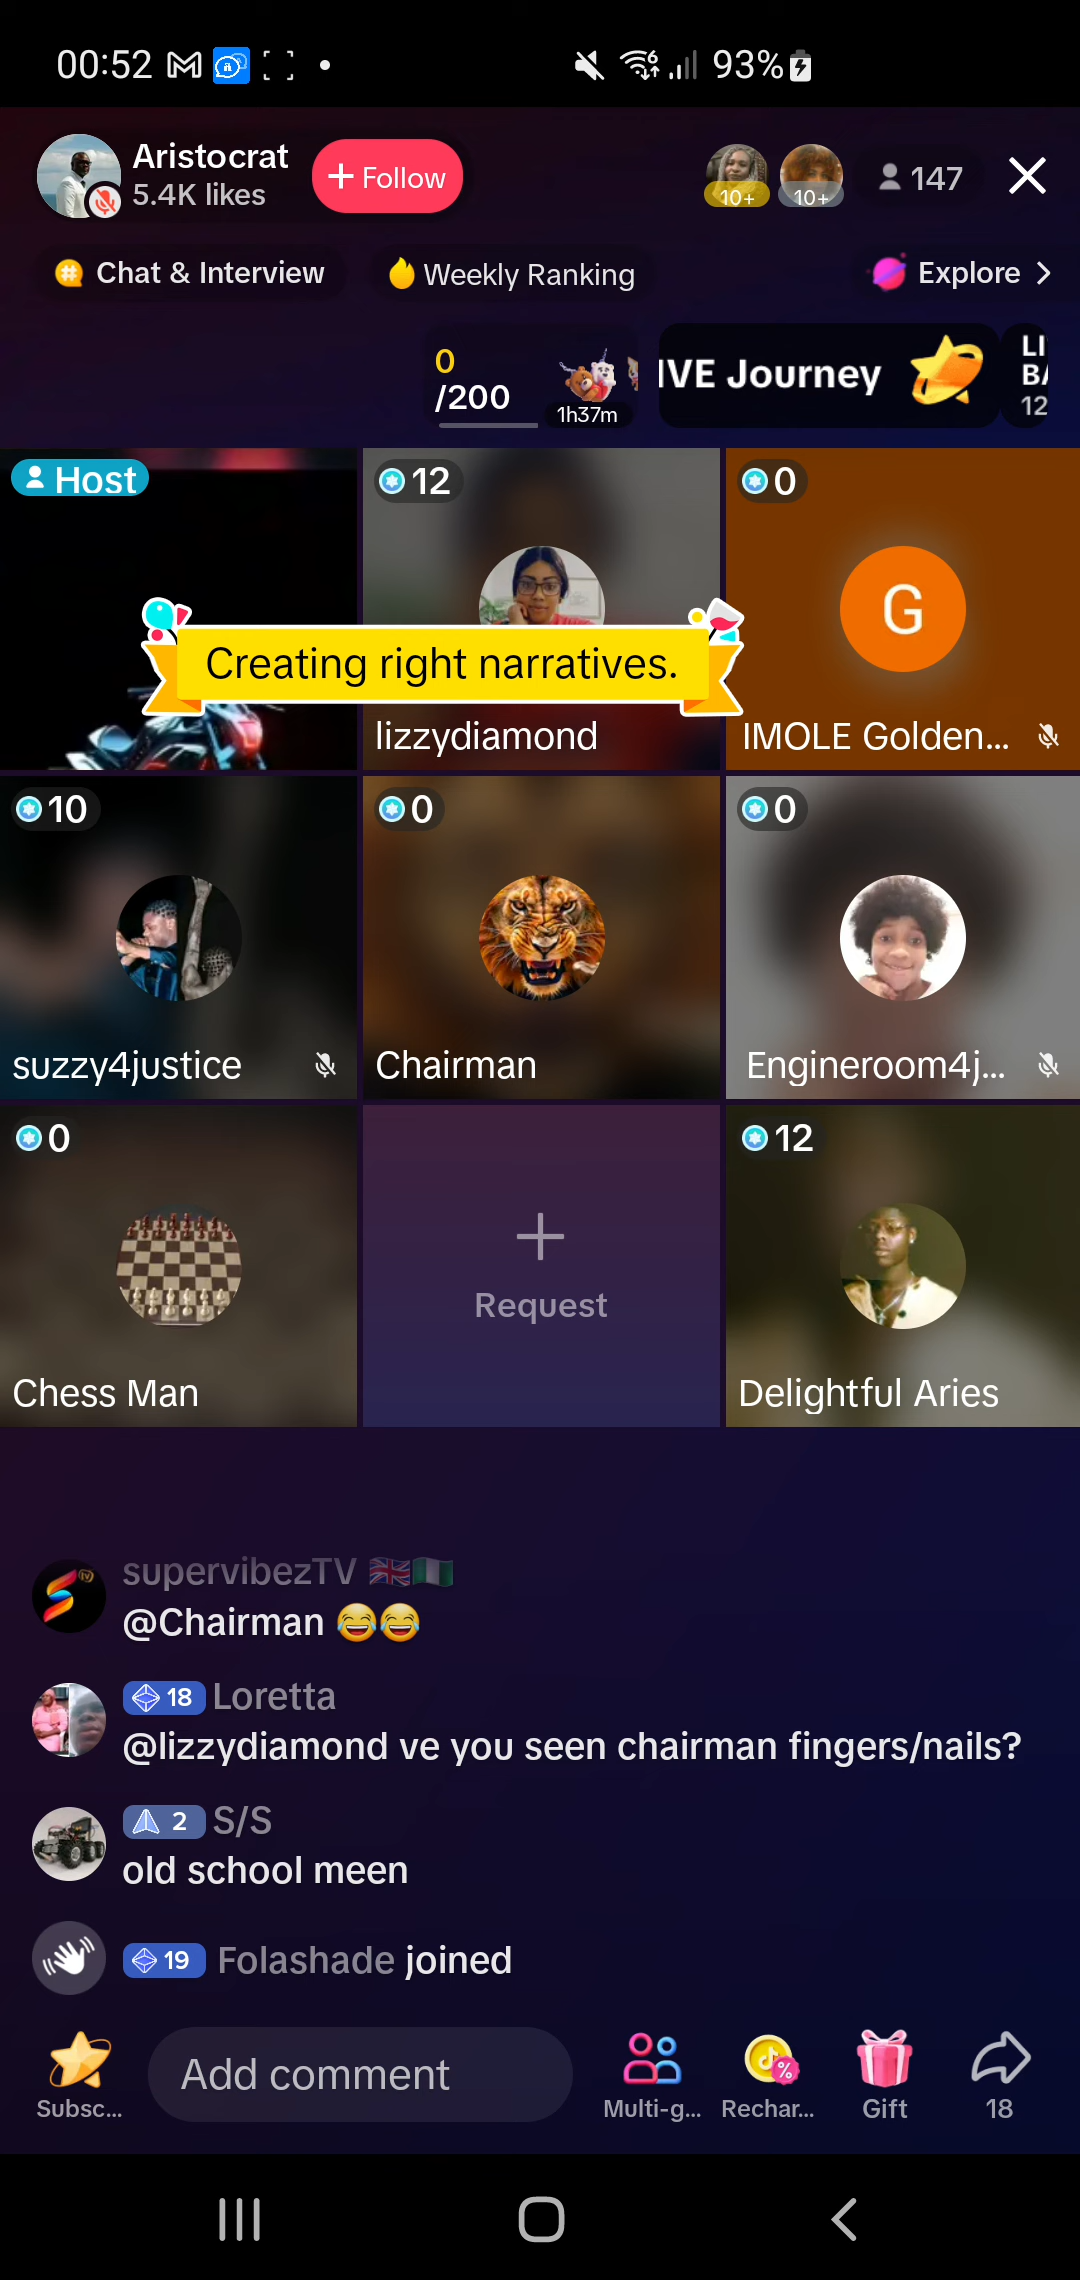 00:52
93%
Aristocrat
5.4K likes
+ Follow
10+
10+
147
Chat & Interview
Weekly Ranking
Explore
0
/200
1h37m
IVE Journey
LI
BA
12
Host
12
0
G
Creating right narratives.
lizzydiamond
IMOLE Golden...
10
0
0
suzzy4justice
Chairman
Engineroom4j...
0
12
Request
Chess Man
Delightful Aries
supervibezTV 🇬🇧🇳🇬
@Chairman 😂😂
18 Loretta
@lizzydiamond ve you seen chairman fingers/nails?
2 S/S
old school meen
19 Folashade joined
Add comment
Subsc...
Multi-g...
Rechar...
Gift
18